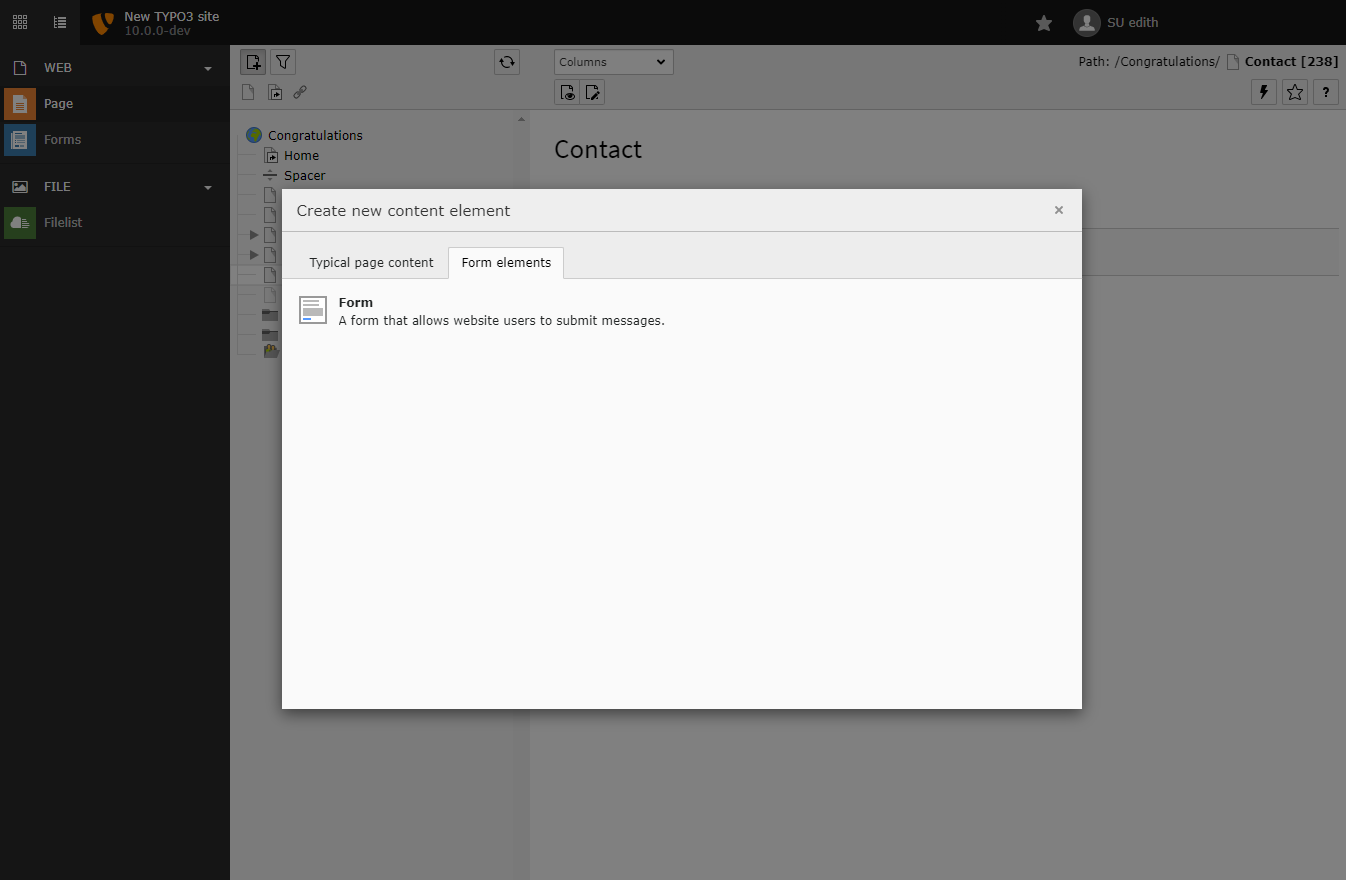 New TYPO3 site
10.0.0-dev
SU edith
WEB
Page
Forms
FILE
Filelist
Columns
Path: /Congratulations/ Contact [238]
?
Congratulations
Home
Spacer
Contact
Create new content element
×
Typical page content
Form elements
Form
A form that allows website users to submit messages.